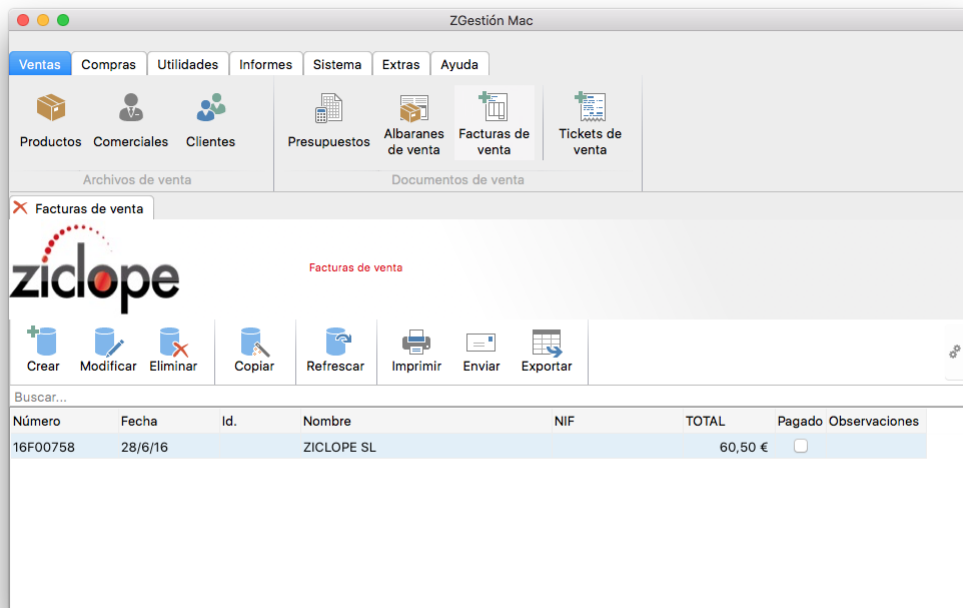 ZGestión Mac
Ventas Compras Utilidades Informes Sistema Extras Ayuda
Productos Comerciales Clientes Presupuestos Albaranes de venta Facturas de venta Tickets de venta
Archivos de venta Documentos de venta
Facturas de venta
ziclope
Facturas de venta
Crear Modificar Eliminar Copiar Refrescar Imprimir Enviar Exportar
Buscar...
Número Fecha Id. Nombre NIF TOTAL Pagado Observaciones
16F00758 28/6/16 ZICLOPE SL 60,50 €